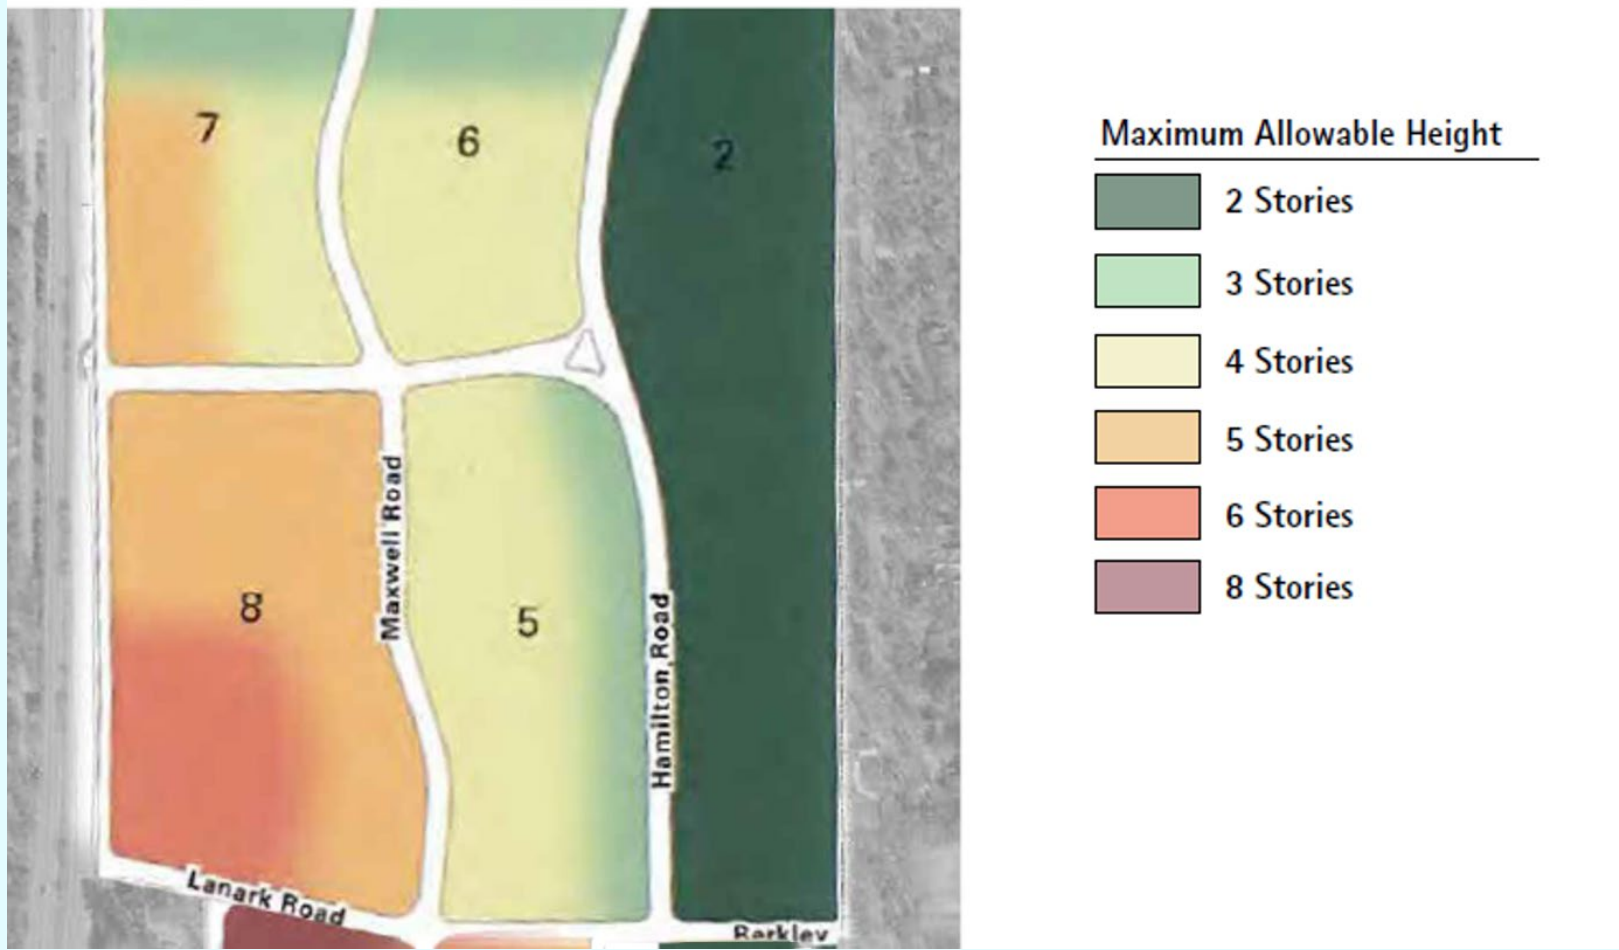 7
6
2
8
5
Maxwell Road
Hamilton Road
Lanark Road
Barkley
Maximum Allowable Height
2 Stories
3 Stories
4 Stories
5 Stories
6 Stories
8 Stories